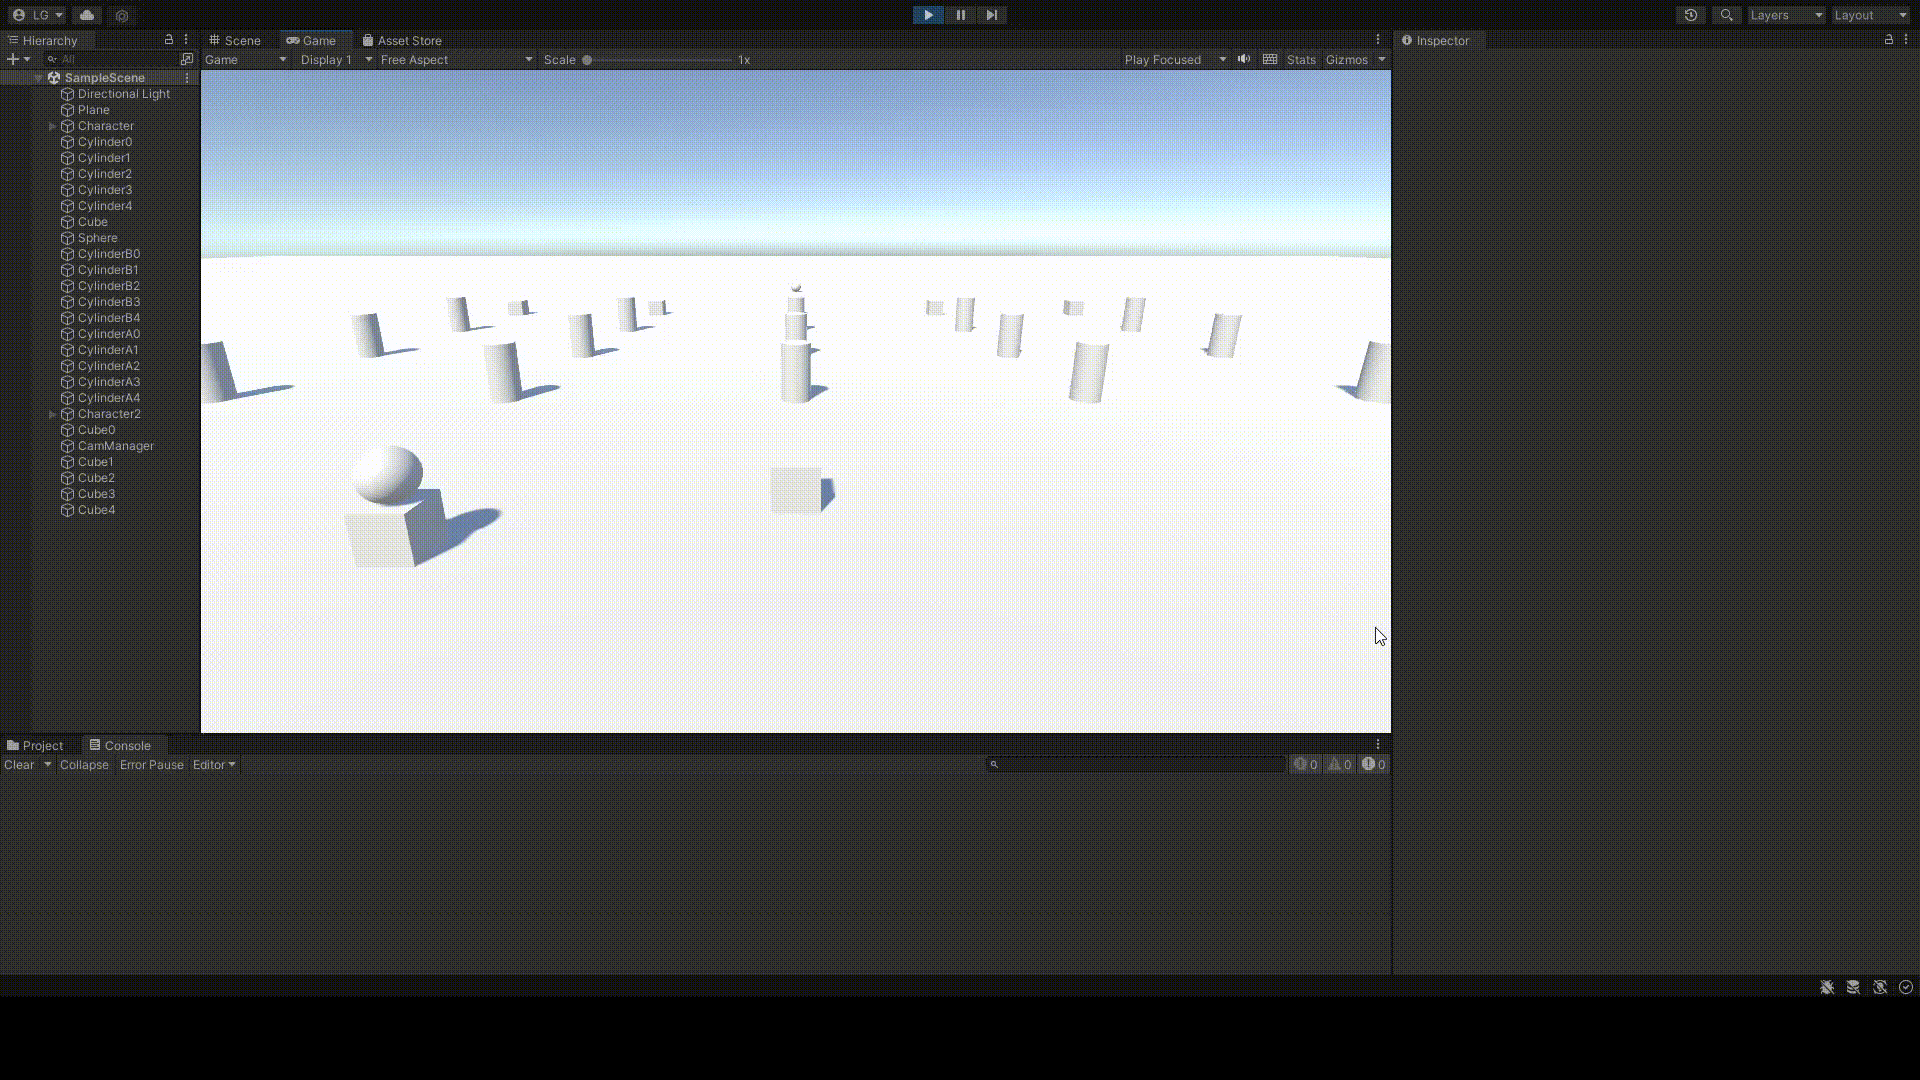 LG
Layers
Layout
Hierarchy
Scene
Game
Asset Store
Inspector
All
Game
Display 1
Free Aspect
Scale
1x
Play Focused
Stats
Gizmos
SampleScene
Directional Light
Plane
Character
Cylinder0
Cylinder1
Cylinder2
Cylinder3
Cylinder4
Cube
Sphere
CylinderB0
CylinderB1
CylinderB2
CylinderB3
CylinderB4
CylinderA0
CylinderA1
CylinderA2
CylinderA3
CylinderA4
Character2
Cube0
CamManager
Cube1
Cube2
Cube3
Cube4
Project
Console
Clear
Collapse
Error Pause
Editor
0
0
0